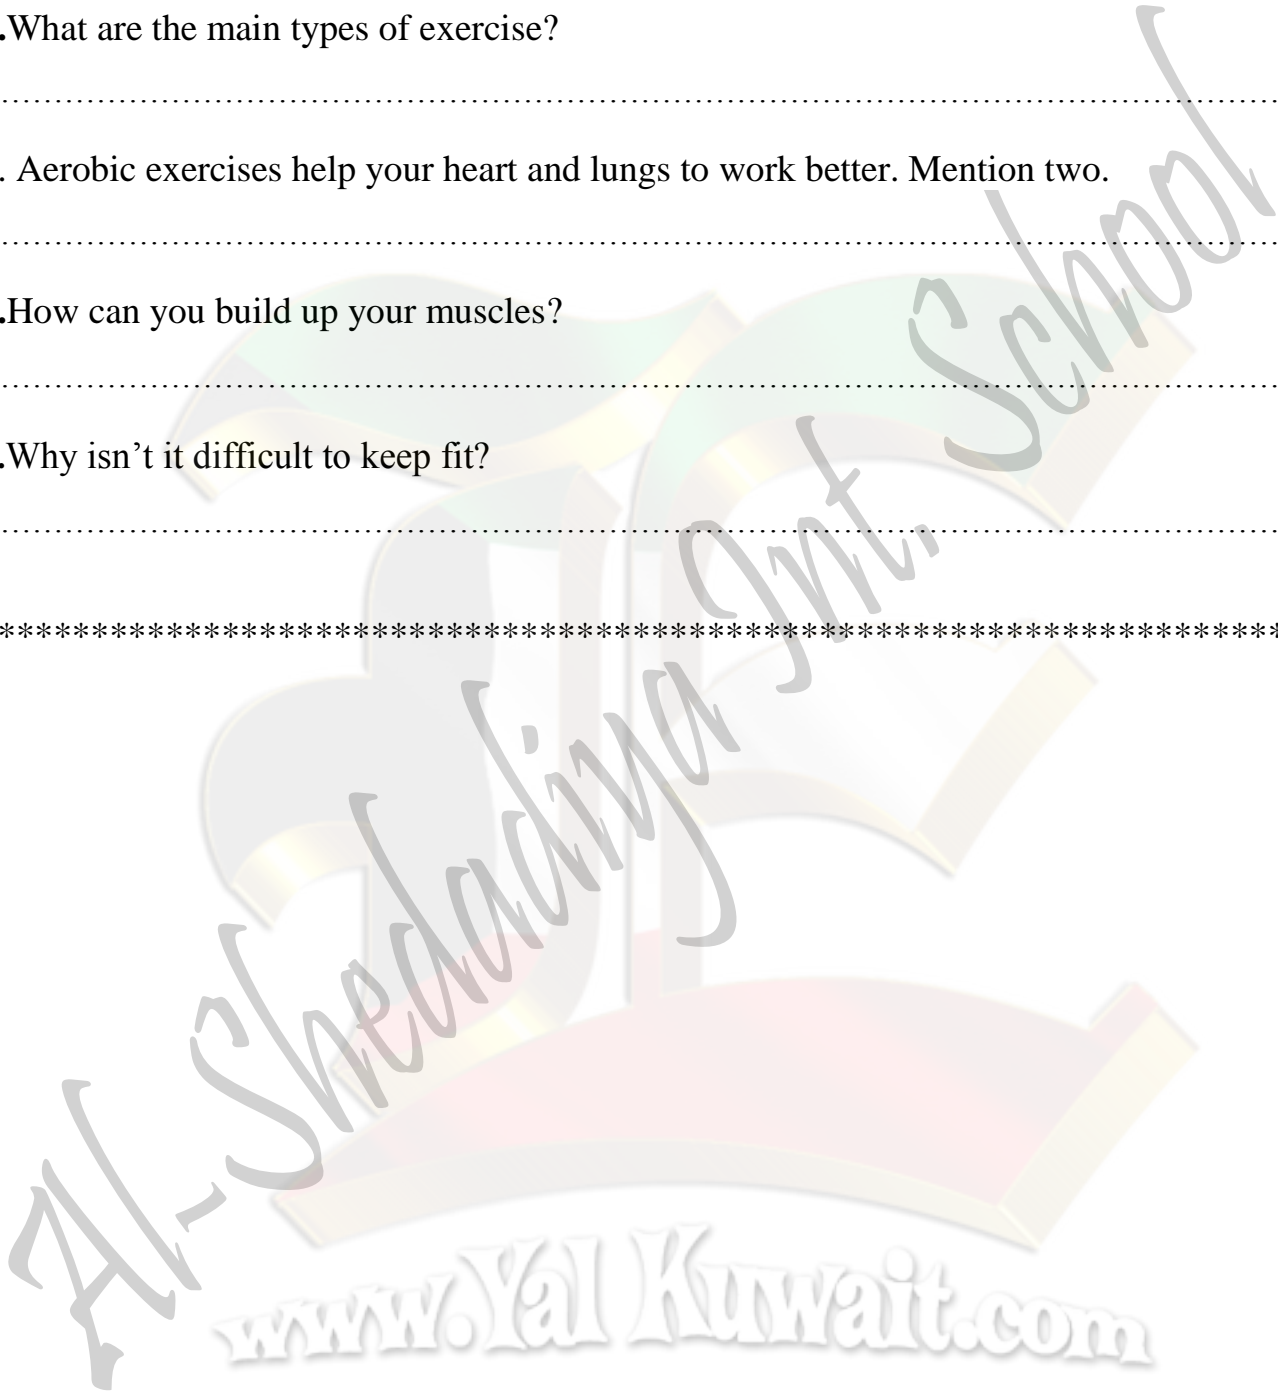 .What are the main types of exercise?
………………………………………………………………………………………………………
. Aerobic exercises help your heart and lungs to work better. Mention two.
………………………………………………………………………………………………………
.How can you build up your muscles?
………………………………………………………………………………………………………
.Why isn’t it difficult to keep fit?
………………………………………………………………………………………………………
*********************************************************************
Al-Shedadiya Int. School
www.Yal Kuwait.com